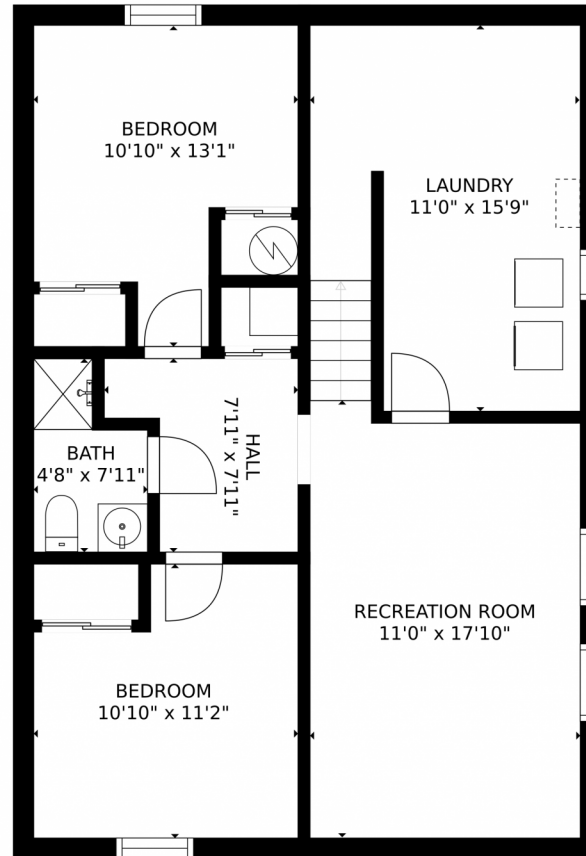 BEDROOM
10'10" x 13'1"
LAUNDRY
11'0" x 15'9"
HALL
7'11" x 7'11"
BATH
4'8" x 7'11"
RECREATION ROOM
11'0" x 17'10"
BEDROOM
10'10" x 11'2"